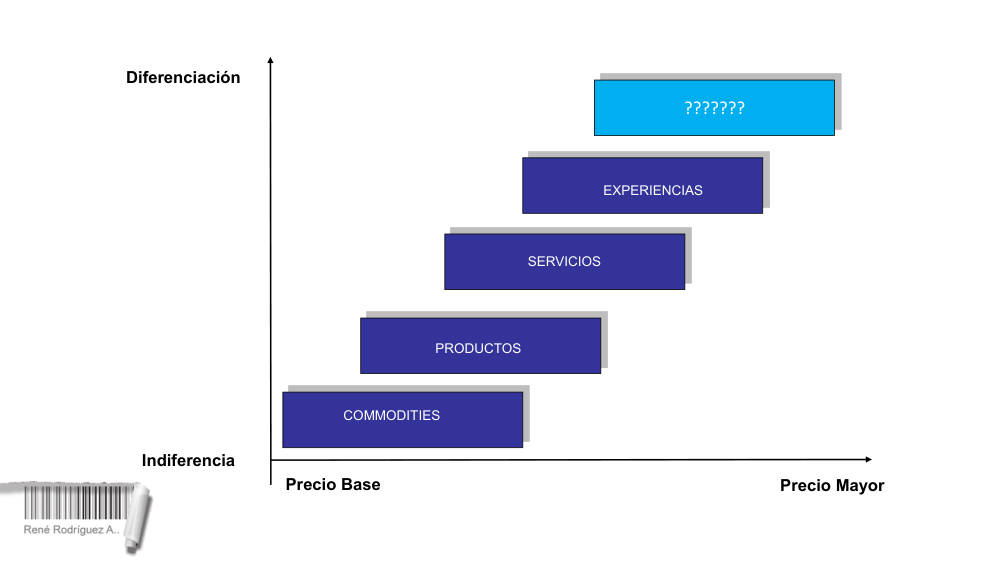 Diferenciación
???????
EXPERIENCIAS
SERVICIOS
PRODUCTOS
COMMODITIES
Indiferencia
Precio Base
Precio Mayor
René Rodríguez A..